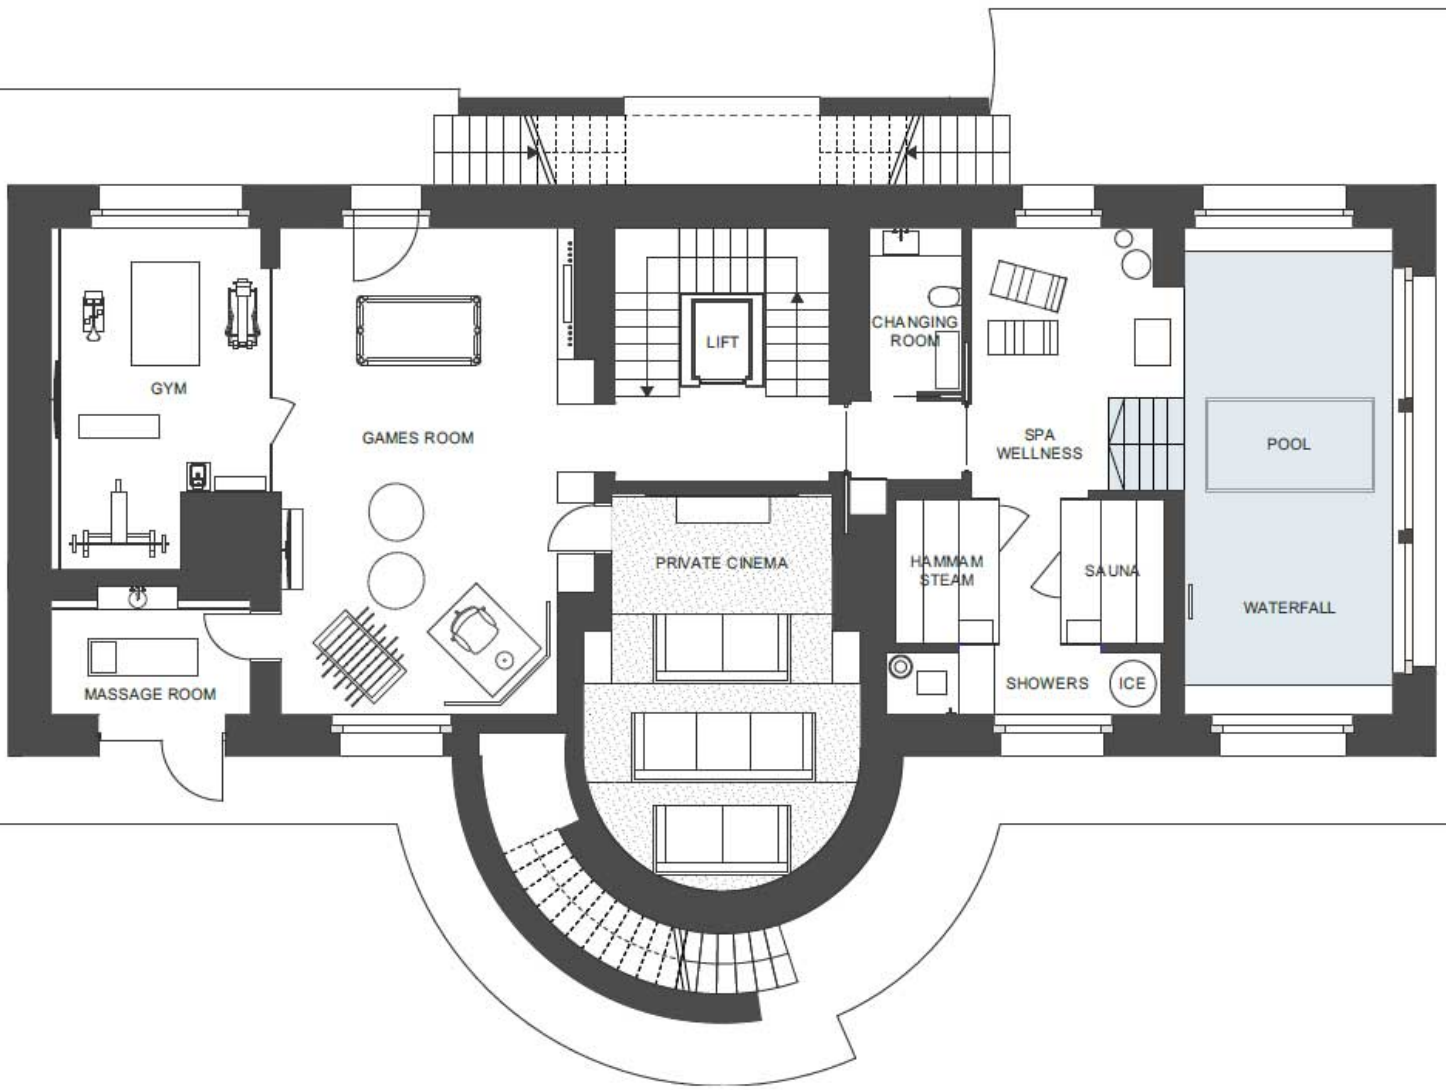 LIFT
CHANGING
ROOM
GYM
GAMES ROOM
SPA
WELLNESS
POOL
PRIVATE CINEMA
HAMMAM
STEAM
SAUNA
WATERFALL
MASSAGE ROOM
SHOWERS
ICE